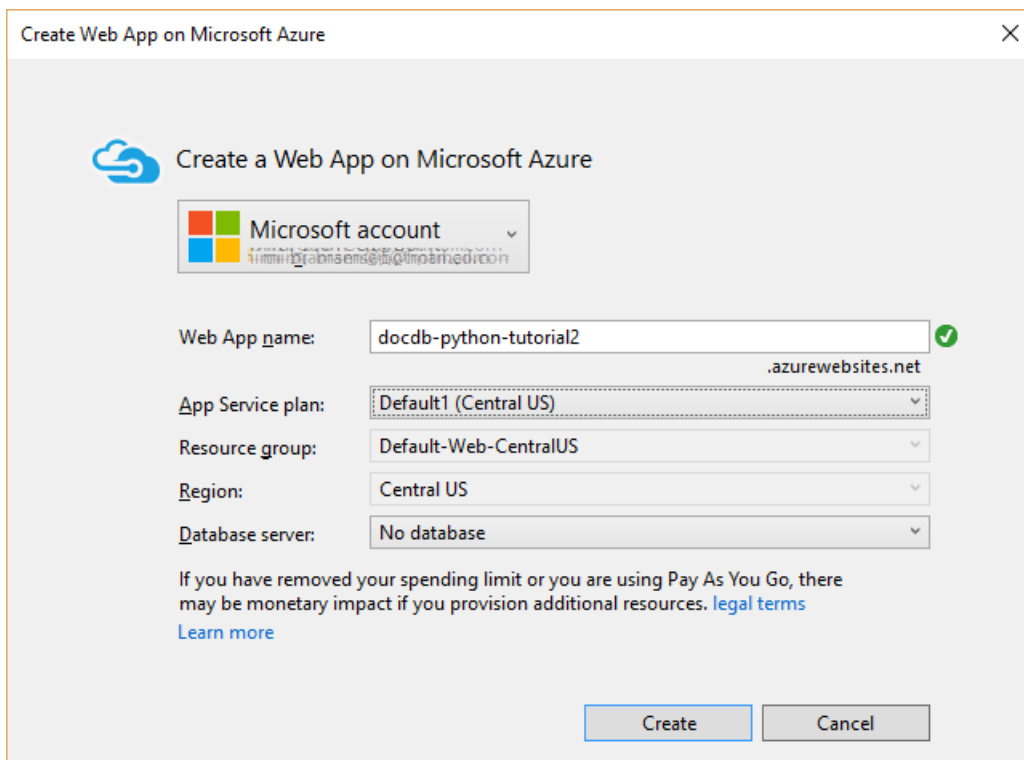 Create Web App on Microsoft Azure
Create a Web App on Microsoft Azure
Microsoft account
Web App name: docdb-python-tutorial2
.azurewebsites.net
App Service plan: Default1 (Central US)
Resource group: Default-Web-CentralUS
Region: Central US
Database server: No database
If you have removed your spending limit or you are using Pay As You Go, there
may be monetary impact if you provision additional resources. legal terms
Learn more
Create Cancel